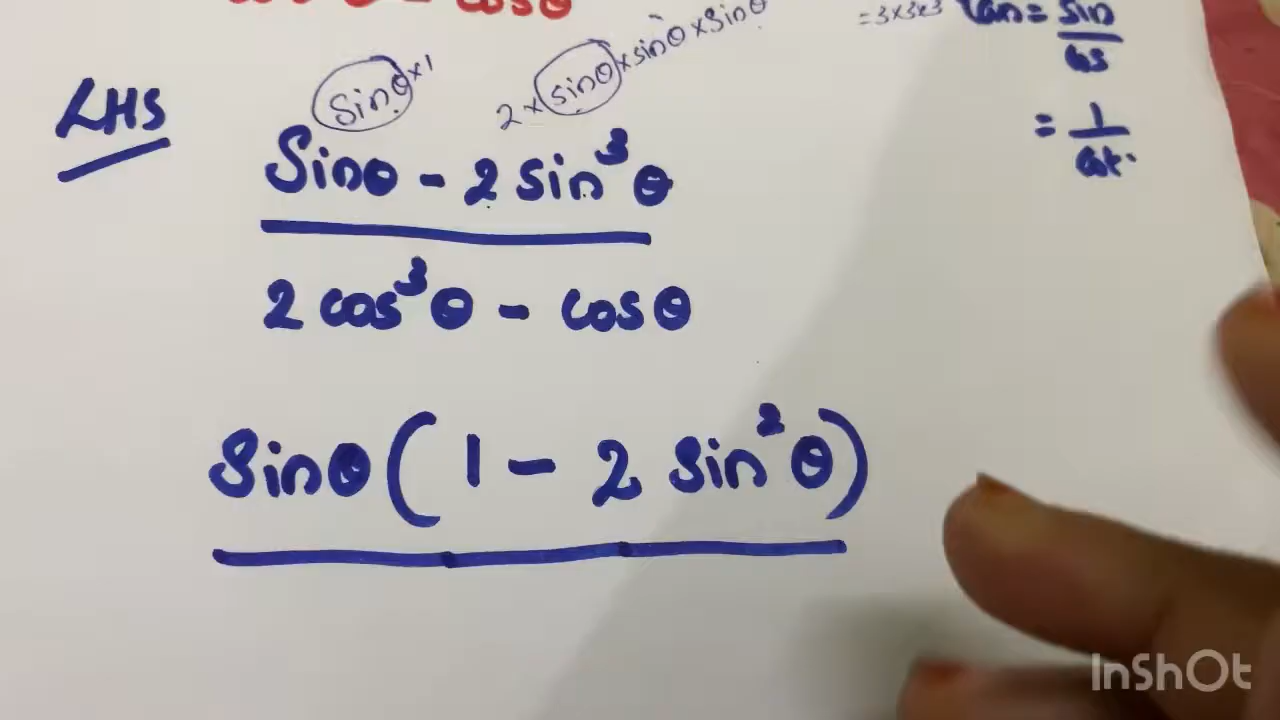 cos θ
= 3×3×3 Tan = sin
cos
= 1
cot.
LHS
sinθ×1 2×sinθ×sinθ×sinθ
Sinθ - 2 sin³θ
2 cos³θ - cosθ
Sinθ ( 1 - 2 sin²θ )
InShOt